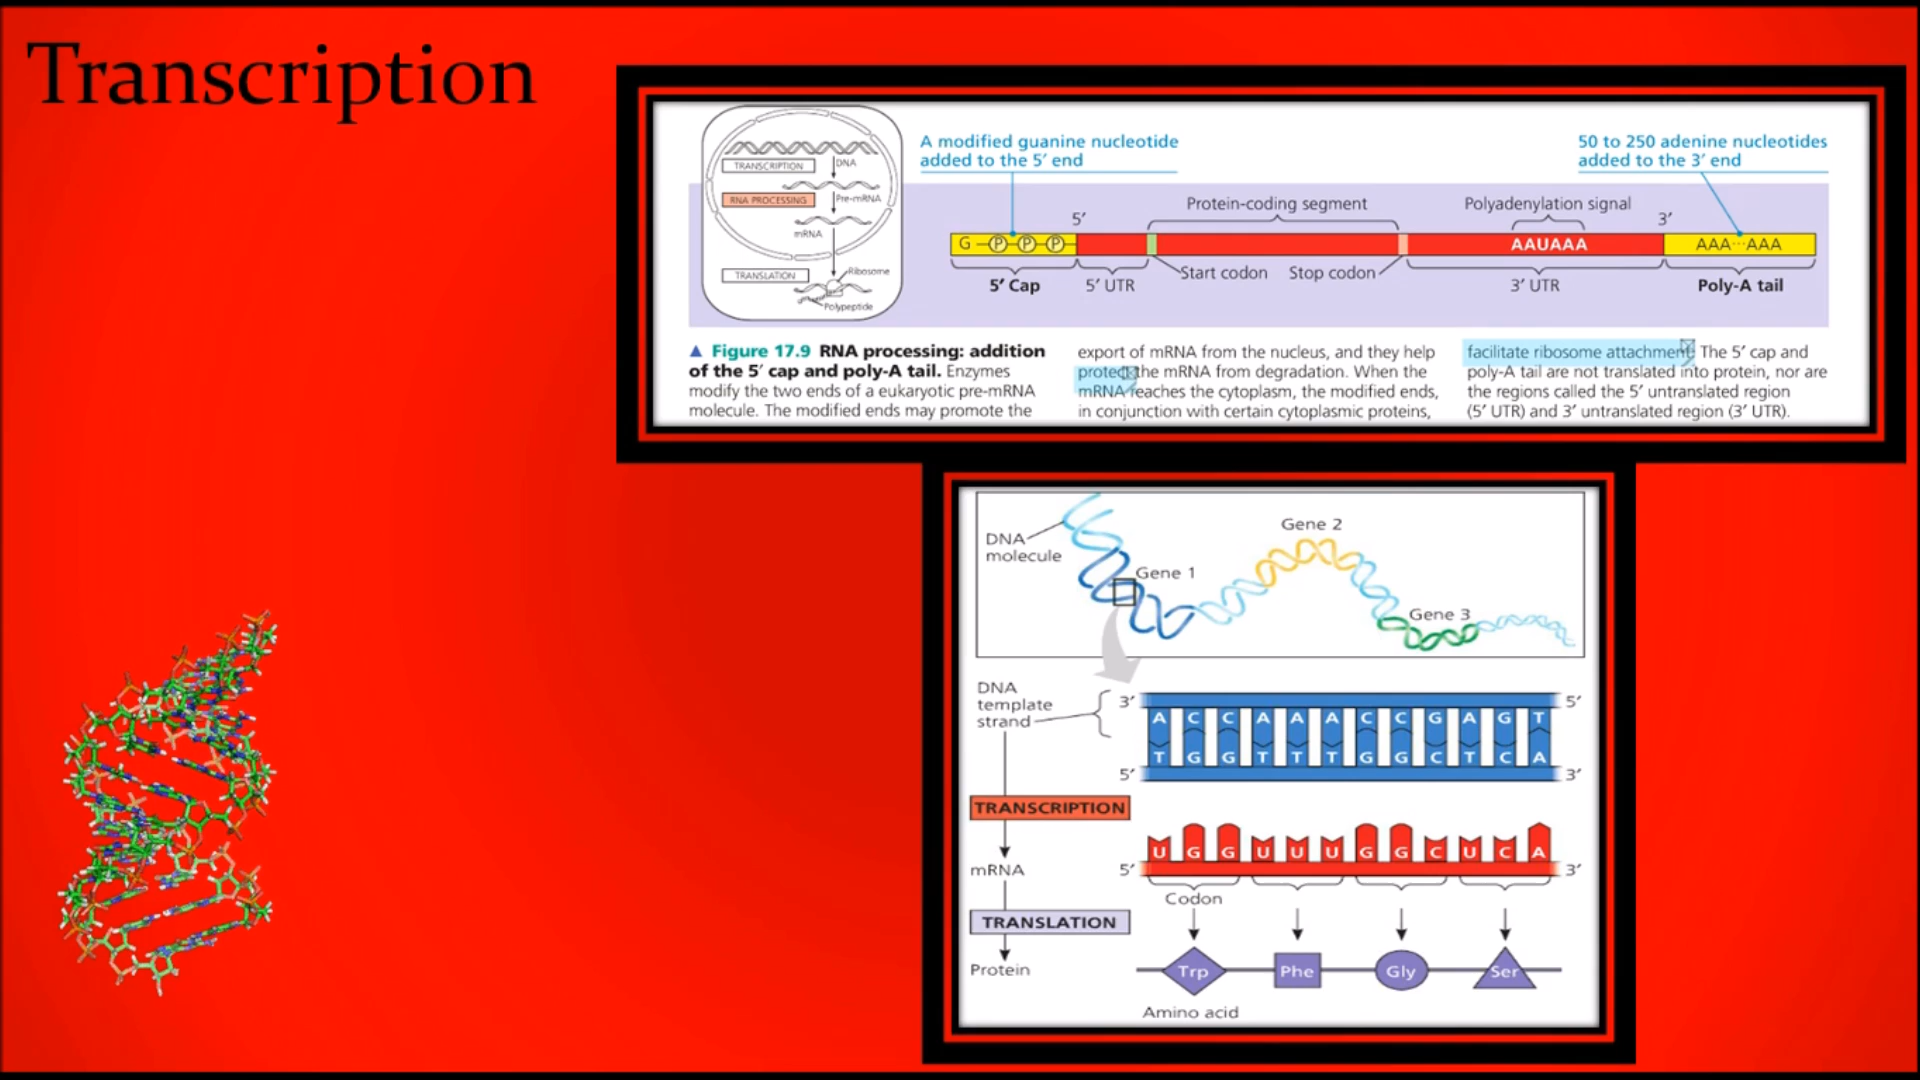 Transcription
TRANSCRIPTION
DNA
RNA PROCESSING
Pre-mRNA
mRNA
TRANSLATION
Ribosome
Polypeptide
A modified guanine nucleotide
added to the 5′ end
50 to 250 adenine nucleotides
added to the 3′ end
5′
Protein-coding segment
Polyadenylation signal
3′
G P P P
AAUAAA
AAA···AAA
Start codon
Stop codon
5′ Cap
5′ UTR
3′ UTR
Poly-A tail
▲ Figure 17.9 RNA processing: addition
of the 5′ cap and poly-A tail. Enzymes
modify the two ends of a eukaryotic pre-mRNA
molecule. The modified ends may promote the
export of mRNA from the nucleus, and they help
protect the mRNA from degradation. When the
mRNA reaches the cytoplasm, the modified ends,
in conjunction with certain cytoplasmic proteins,
facilitate ribosome attachment. The 5′ cap and
poly-A tail are not translated into protein, nor are
the regions called the 5′ untranslated region
(5′ UTR) and 3′ untranslated region (3′ UTR).
DNA
molecule
Gene 1
Gene 2
Gene 3
DNA
template
strand
3′ 5′
A C C A A A C C G A G T
T G G T T T G G C T C A
5′ 3′
TRANSCRIPTION
U G G U U U G G C U C A
mRNA
5′ 3′
Codon
TRANSLATION
Protein
Trp Phe Gly Ser
Amino acid